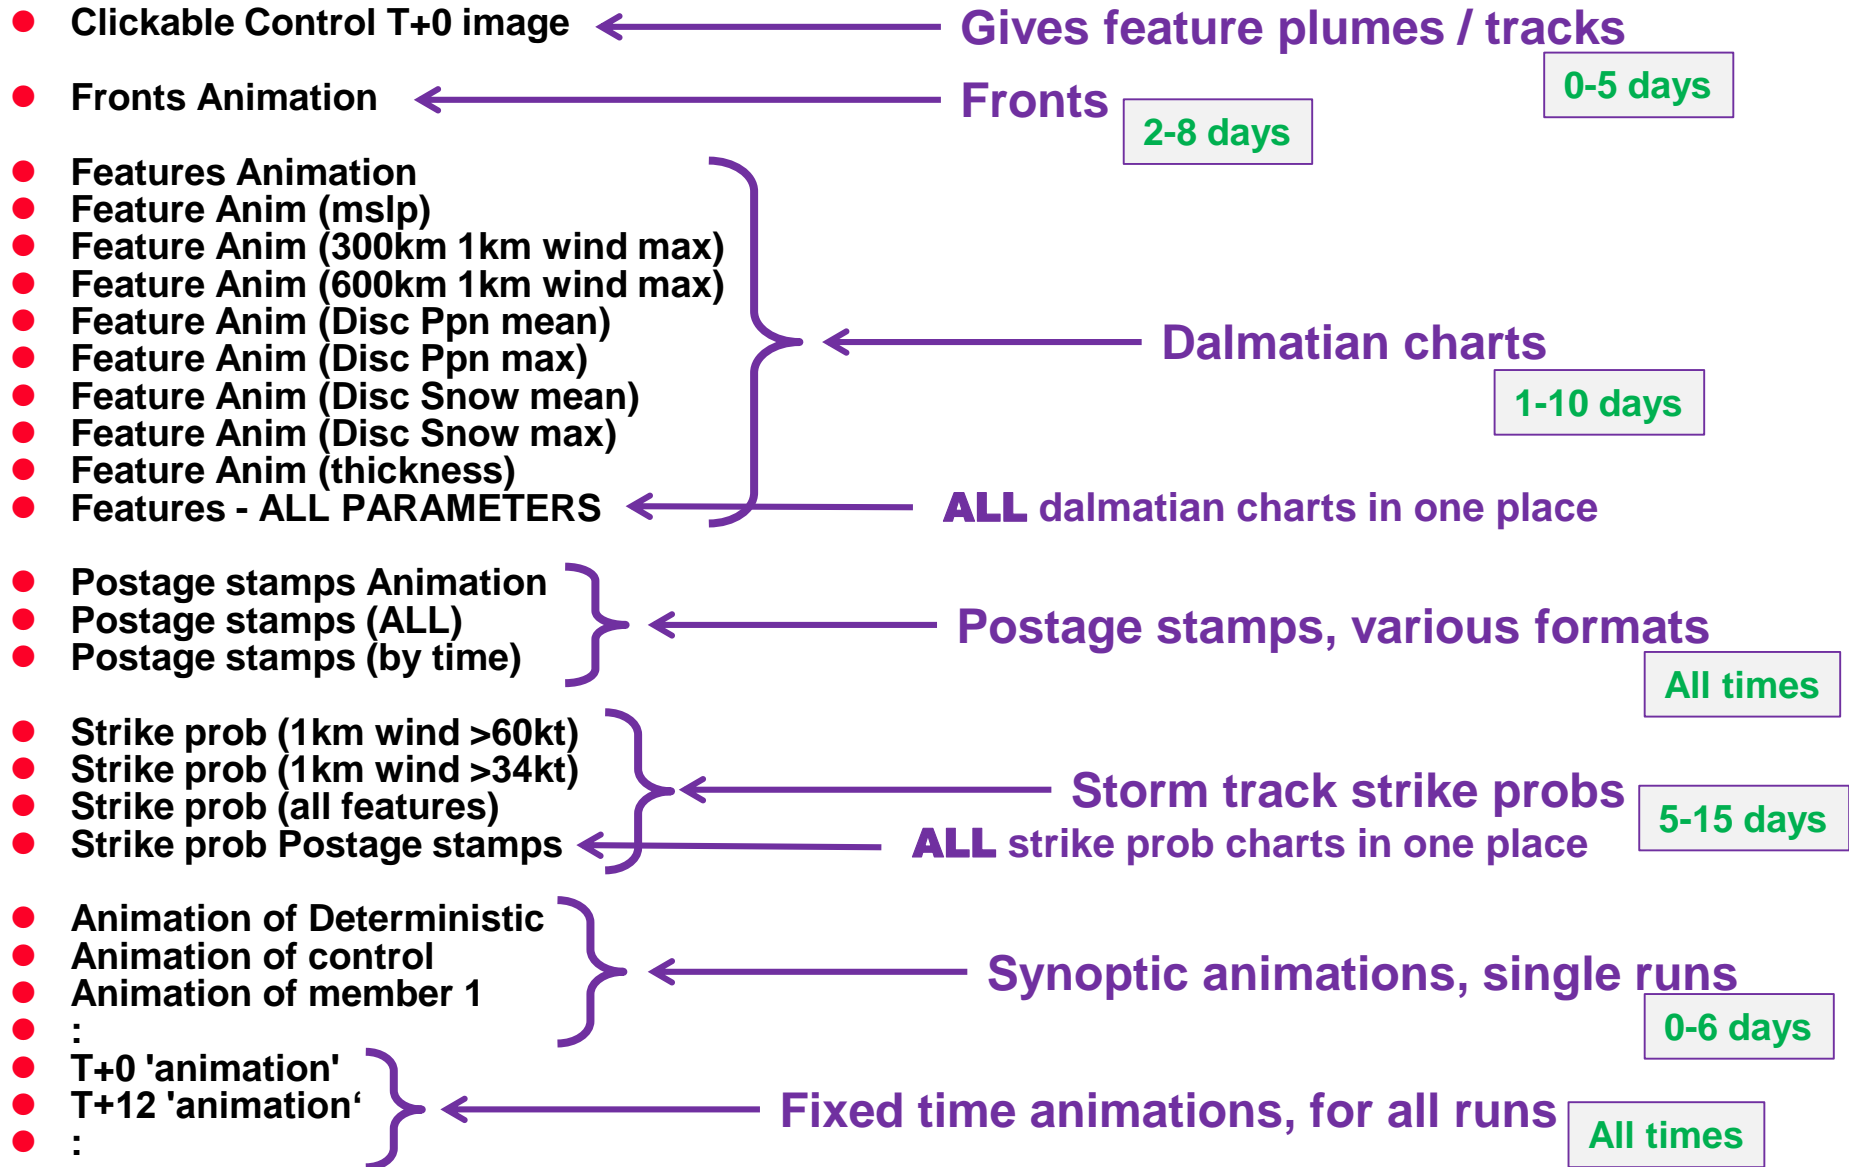 Clickable Control T+0 image
Gives feature plumes / tracks
0-5 days
Fronts Animation
Fronts
2-8 days
Features Animation
Feature Anim (mslp)
Feature Anim (300km 1km wind max)
Feature Anim (600km 1km wind max)
Feature Anim (Disc Ppn mean)
Feature Anim (Disc Ppn max)
Feature Anim (Disc Snow mean)
Feature Anim (Disc Snow max)
Feature Anim (thickness)
Features - ALL PARAMETERS
Dalmatian charts
1-10 days
ALL dalmatian charts in one place
Postage stamps Animation
Postage stamps (ALL)
Postage stamps (by time)
Postage stamps, various formats
All times
Strike prob (1km wind >60kt)
Strike prob (1km wind >34kt)
Strike prob (all features)
Strike prob Postage stamps
Storm track strike probs
5-15 days
ALL strike prob charts in one place
Animation of Deterministic
Animation of control
Animation of member 1
:
Synoptic animations, single runs
0-6 days
T+0 'animation'
T+12 'animation‘
:
Fixed time animations, for all runs
All times